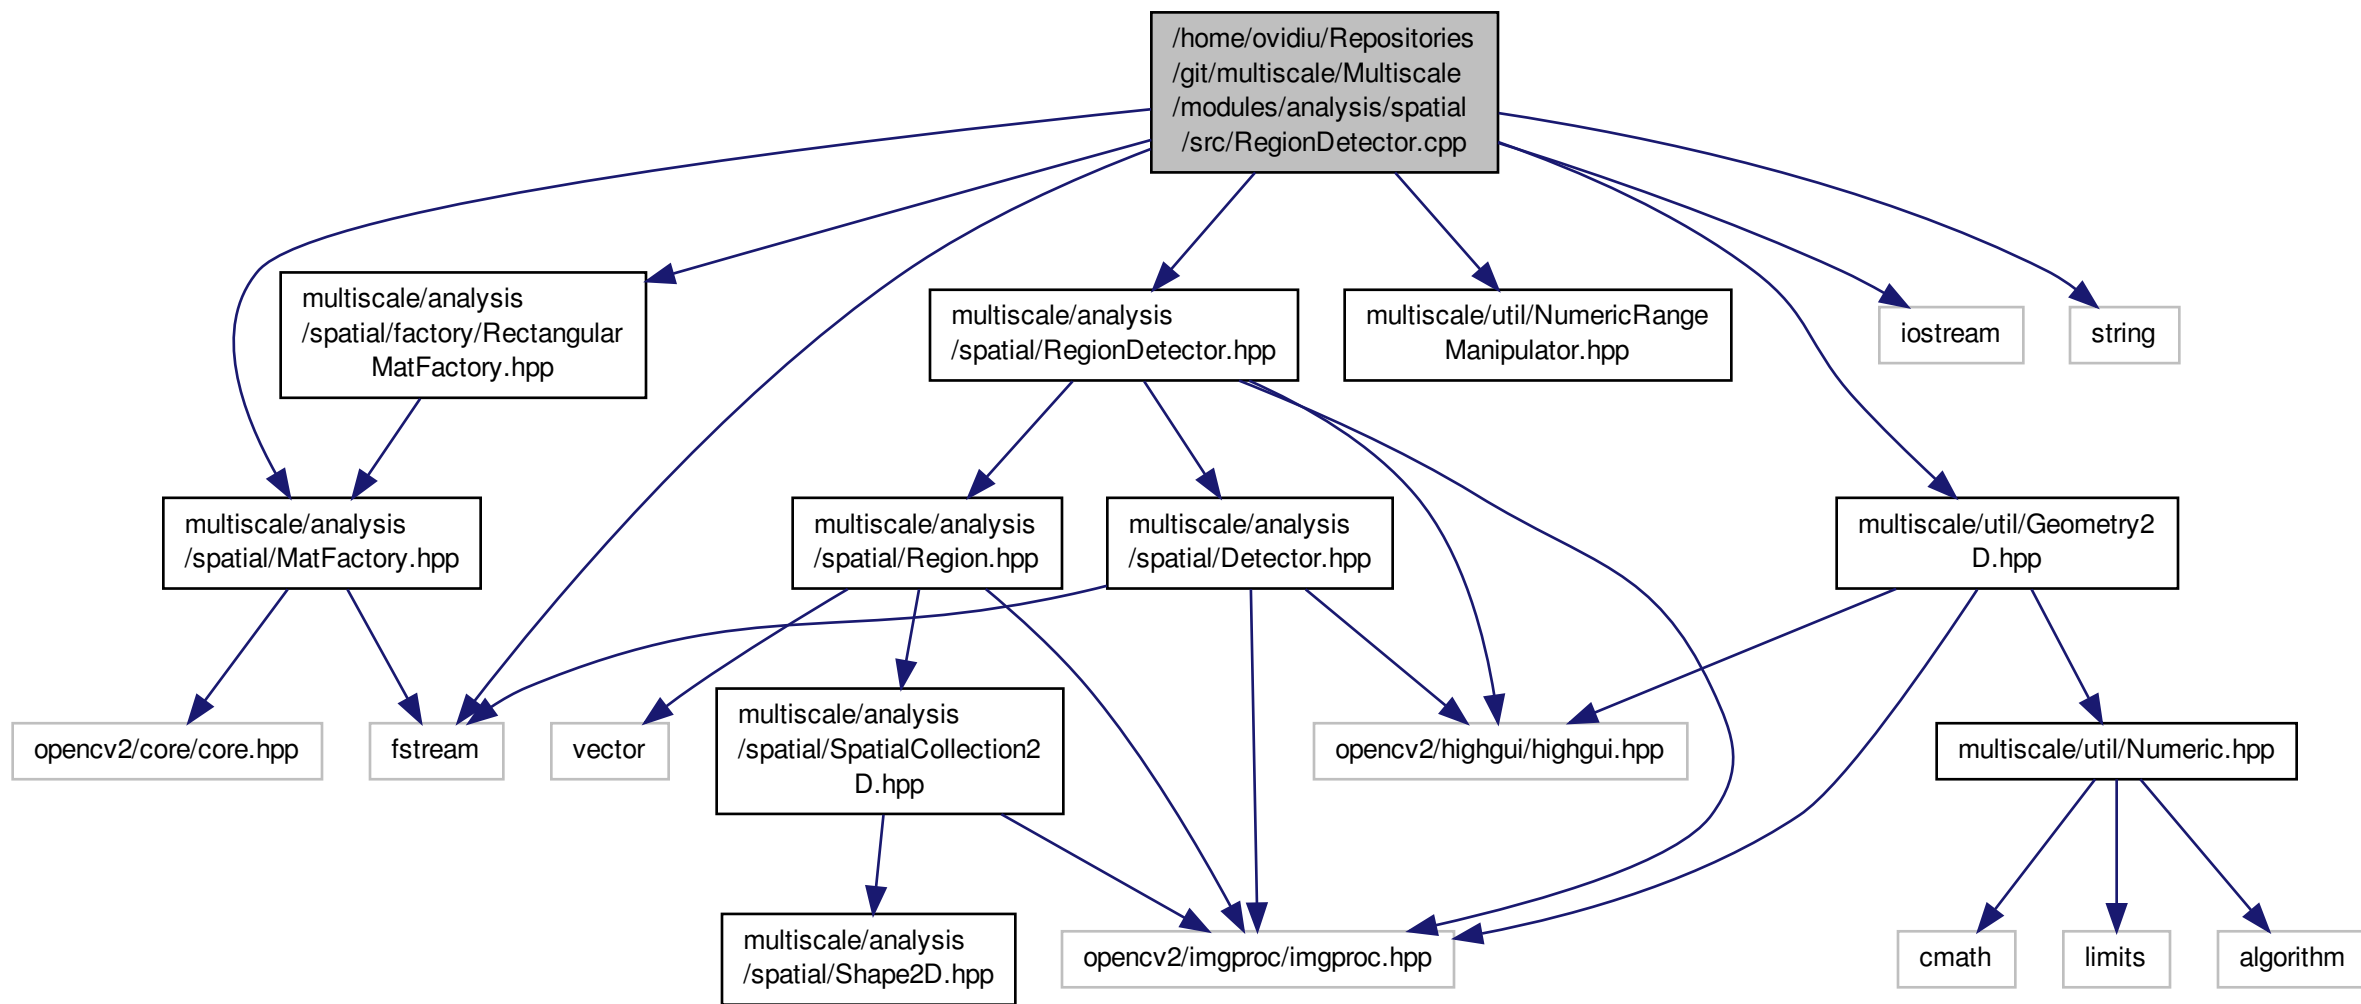 /home/ovidiu/Repositories
/git/multiscale/Multiscale
/modules/analysis/spatial
/src/RegionDetector.cpp
multiscale/analysis
/spatial/factory/Rectangular
MatFactory.hpp
multiscale/analysis
/spatial/RegionDetector.hpp
multiscale/util/NumericRange
Manipulator.hpp
iostream
string
multiscale/analysis
/spatial/MatFactory.hpp
multiscale/analysis
/spatial/Region.hpp
multiscale/analysis
/spatial/Detector.hpp
multiscale/util/Geometry2
D.hpp
opencv2/core/core.hpp
fstream
vector
multiscale/analysis
/spatial/SpatialCollection2
D.hpp
opencv2/highgui/highgui.hpp
multiscale/util/Numeric.hpp
multiscale/analysis
/spatial/Shape2D.hpp
opencv2/imgproc/imgproc.hpp
cmath
limits
algorithm